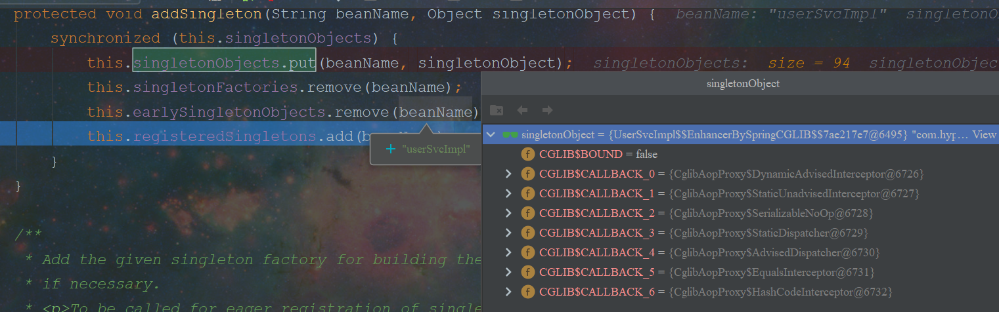 protected void addSingleton(String beanName, Object singletonObject) { beanName: "userSvcImpl" singletonO
synchronized (this.singletonObjects) {
this.singletonObjects.put(beanName, singletonObject); singletonObjects: size = 94 singletonObjec
this.singletonFactories.remove(beanName);
this.earlySingletonObjects.remove(beanName)
this.registeredSingletons.add(b
+ "userSvcImpl"
}
}
/**
* Add the given singleton factory for building the
* if necessary.
* <p>To be called for eager registration of single
singletonObject
singletonObject = {UserSvcImpl$$EnhancerBySpringCGLIB$$7ae217e7@6495} "com.hyp… View
f CGLIB$BOUND = false
f CGLIB$CALLBACK_0 = {CglibAopProxy$DynamicAdvisedInterceptor@6726}
f CGLIB$CALLBACK_1 = {CglibAopProxy$StaticUnadvisedInterceptor@6727}
f CGLIB$CALLBACK_2 = {CglibAopProxy$SerializableNoOp@6728}
f CGLIB$CALLBACK_3 = {CglibAopProxy$StaticDispatcher@6729}
f CGLIB$CALLBACK_4 = {CglibAopProxy$AdvisedDispatcher@6730}
f CGLIB$CALLBACK_5 = {CglibAopProxy$EqualsInterceptor@6731}
f CGLIB$CALLBACK_6 = {CglibAopProxy$HashCodeInterceptor@6732}